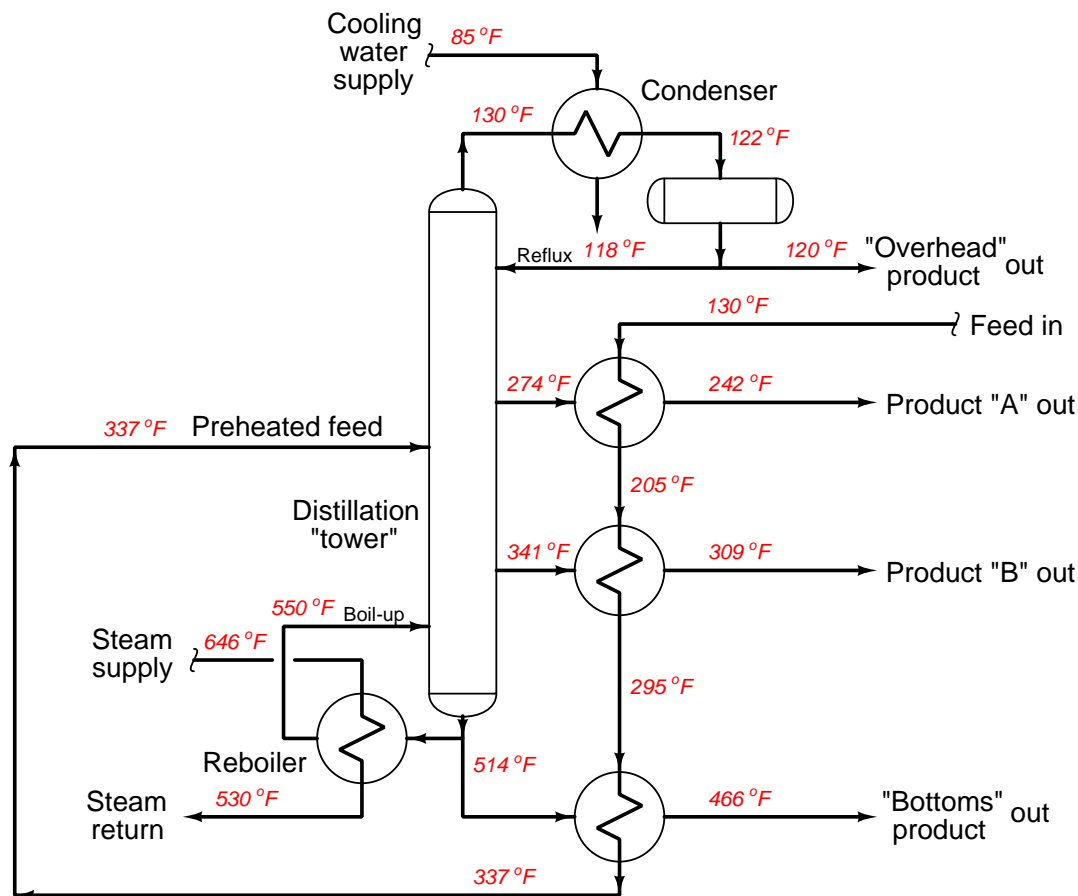 Cooling
water
supply
85 °F
Condenser
130 °F
122 °F
Reflux
118 °F
120 °F
"Overhead"
product
out
130 °F
Feed in
274 °F
242 °F
Product "A" out
337 °F
Preheated feed
205 °F
Distillation
"tower"
341 °F
309 °F
Product "B" out
550 °F
Boil-up
Steam
supply
646 °F
295 °F
Reboiler
514 °F
Steam
return
530 °F
466 °F
"Bottoms"
product
out
337 °F